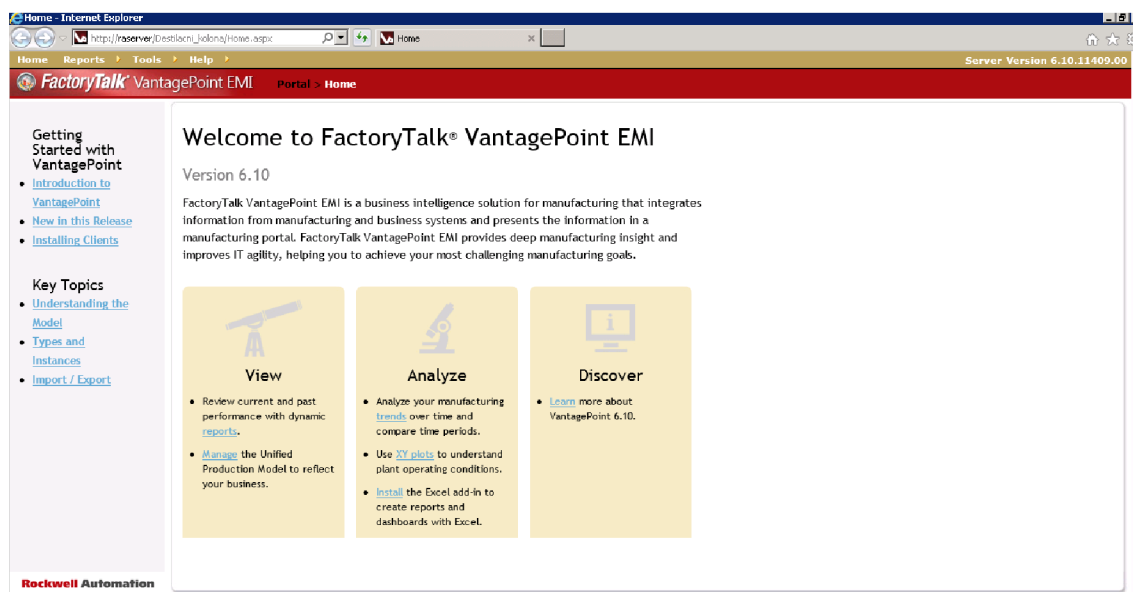 Home - Internet Explorer
http://raserver/Destilacni_kolona/Home.aspx
Home
Home Reports Tools Help
Server Version 6.10.11409.00
FactoryTalk® VantagePoint EMI Portal > Home
Getting
Started with
VantagePoint
Introduction to
VantagePoint
New in this Release
Installing Clients
Key Topics
Understanding the
Model
Types and
Instances
Import / Export
Rockwell Automation
Welcome to FactoryTalk® VantagePoint EMI
Version 6.10
FactoryTalk VantagePoint EMI is a business intelligence solution for manufacturing that integrates
information from manufacturing and business systems and presents the information in a
manufacturing portal. FactoryTalk VantagePoint EMI provides deep manufacturing insight and
improves IT agility, helping you to achieve your most challenging manufacturing goals.
View
Review current and past
performance with dynamic
reports.
Manage the Unified
Production Model to reflect
your business.
Analyze
Analyze your manufacturing
trends over time and
compare time periods.
Use XY plots to understand
plant operating conditions.
Install the Excel add-in to
create reports and
dashboards with Excel.
Discover
Learn more about
VantagePoint 6.10.